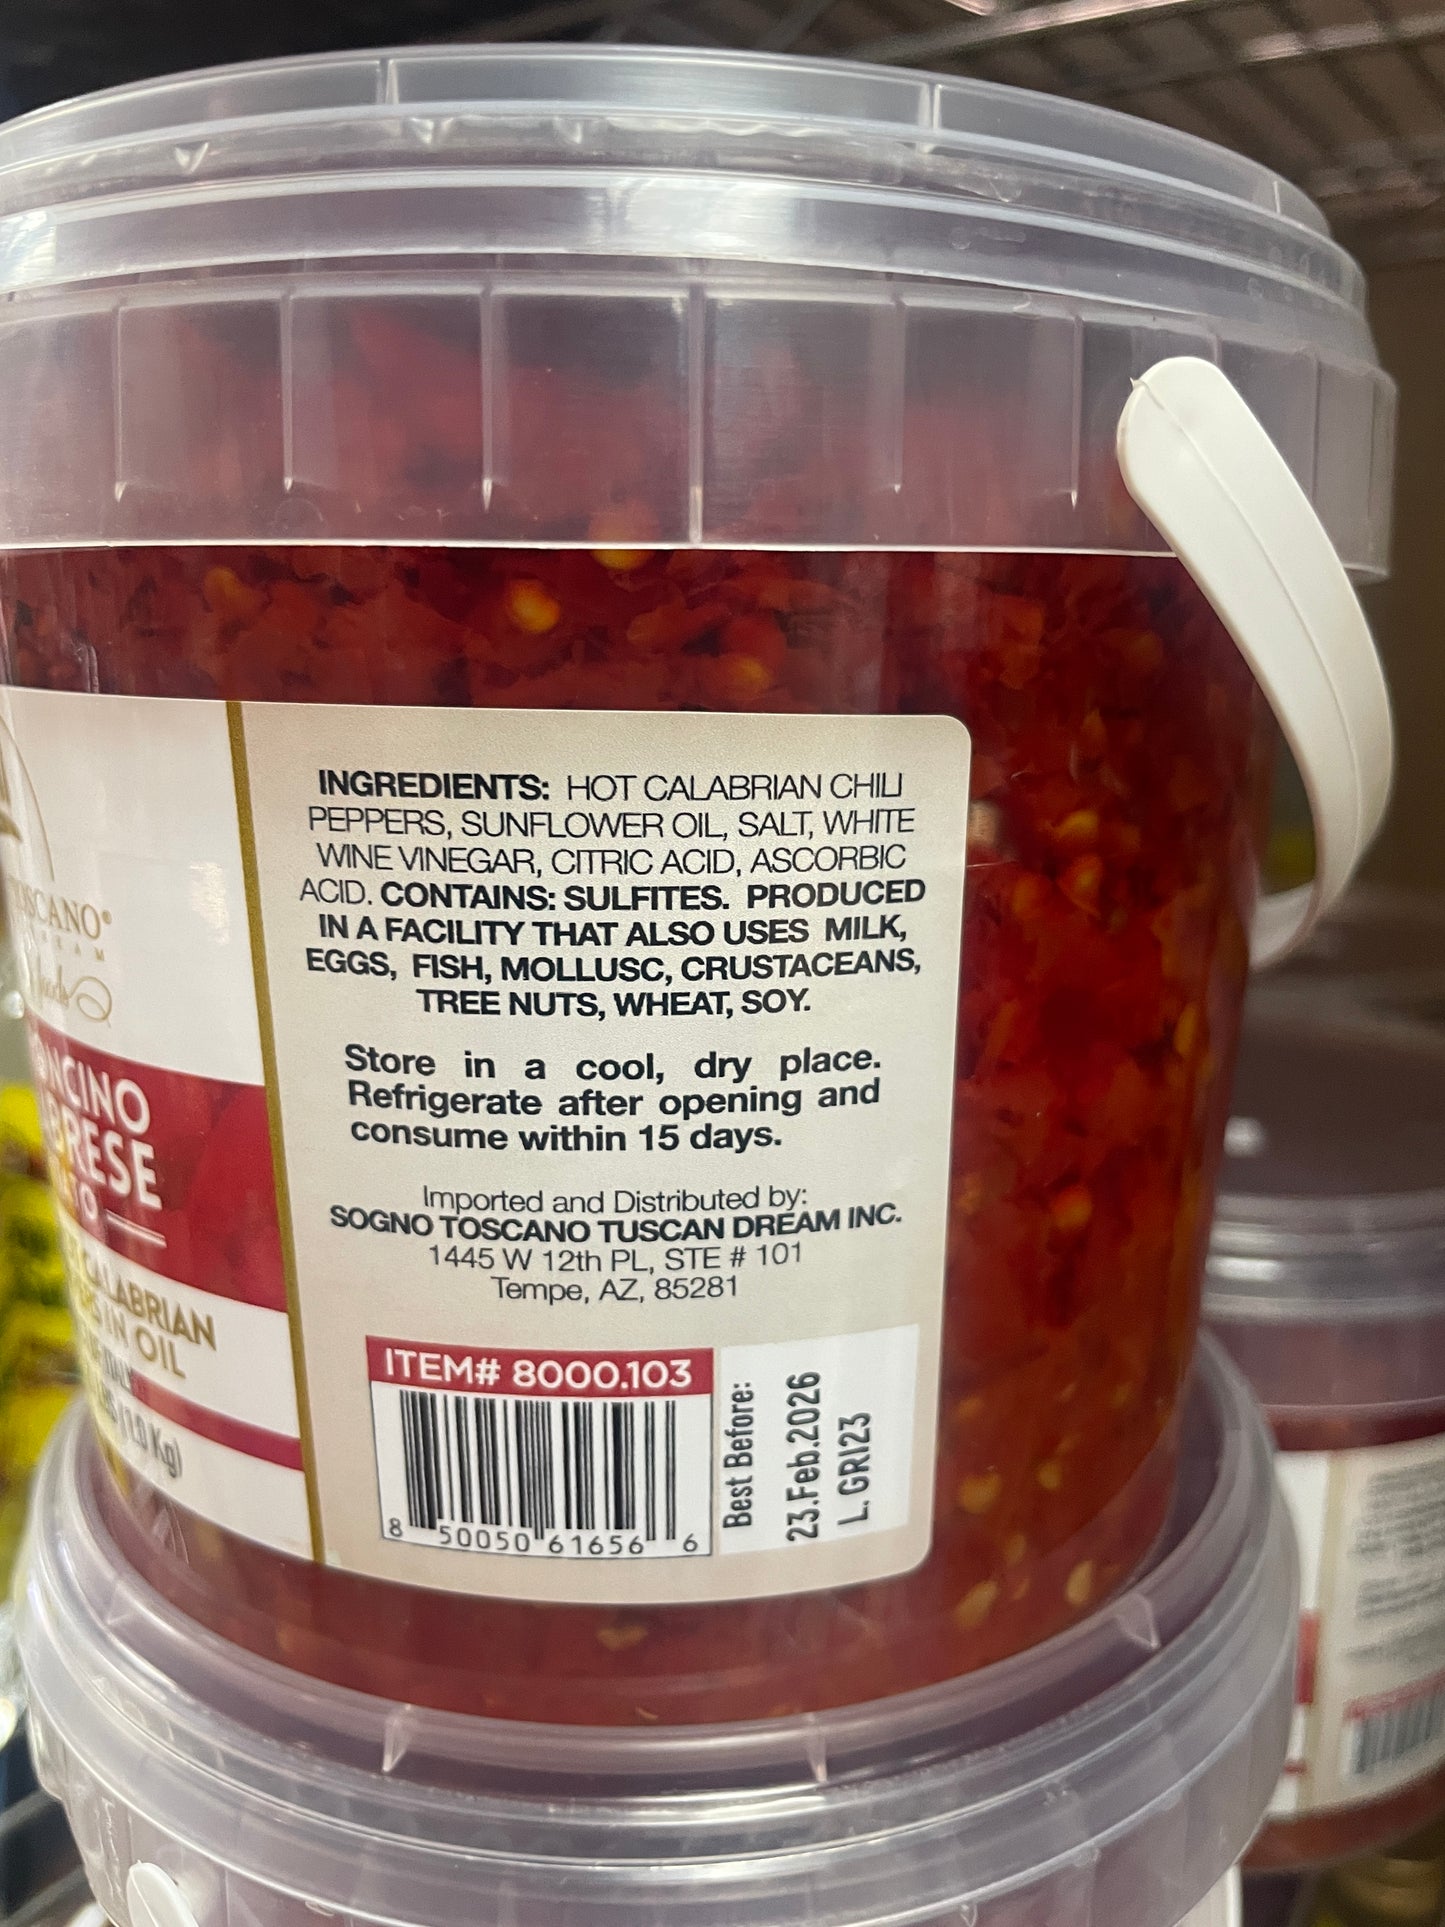 INGREDIENTS: HOT CALABRIAN CHILI
PEPPERS, SUNFLOWER OIL, SALT, WHITE
WINE VINEGAR, CITRIC ACID, ASCORBIC
ACID. CONTAINS: SULFITES. PRODUCED
IN A FACILITY THAT ALSO USES MILK,
EGGS, FISH, MOLLUSC, CRUSTACEANS,
TREE NUTS, WHEAT, SOY.
Store in a cool, dry place.
Refrigerate after opening and
consume within 15 days.
Imported and Distributed by:
SOGNO TOSCANO TUSCAN DREAM INC.
1445 W 12th PL, STE # 101
Tempe, AZ, 85281
ITEM# 8000.103
8 50050 61656 6
Best Before:
23.Feb.2026
L. GRI23
TOSCANO®
CALABRIAN
IN OIL
Kg)